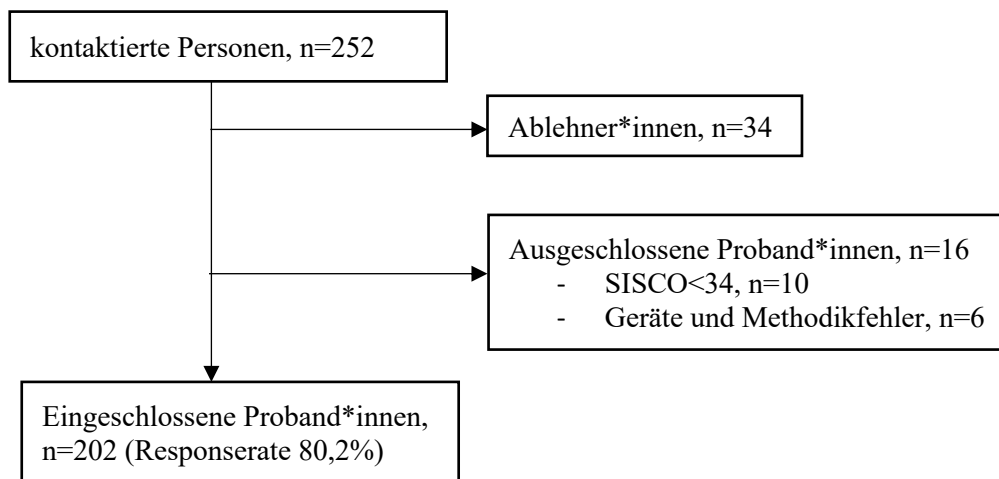 kontaktierte Personen, n=252
Ablehner*innen, n=34
Ausgeschlossene Proband*innen, n=16
- SISCO<34, n=10
- Geräte und Methodikfehler, n=6
Eingeschlossene Proband*innen,
n=202 (Responserate 80,2%)